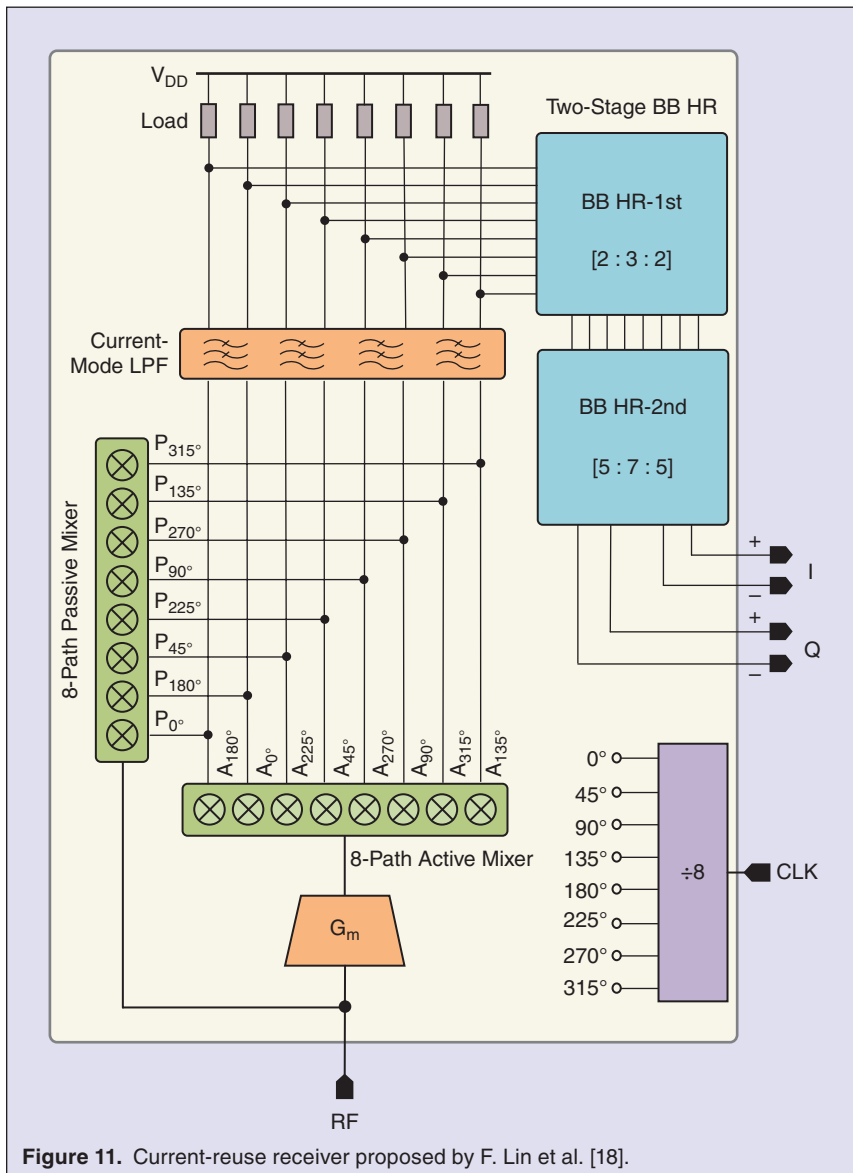 V_DD
Load
Two-Stage BB HR
BB HR-1st
[2 : 3 : 2]
Current-
Mode LPF
BB HR-2nd
[5 : 7 : 5]
8-Path Passive Mixer
P_315°
P_135°
P_270°
P_90°
P_225°
P_45°
P_180°
P_0°
+
I
−
+
Q
−
A_180°
A_0°
A_225°
A_45°
A_270°
A_90°
A_315°
A_135°
8-Path Active Mixer
G_m
0°
45°
90°
135°
180°
225°
270°
315°
÷8
CLK
RF
Figure 11. Current-reuse receiver proposed by F. Lin et al. [18].